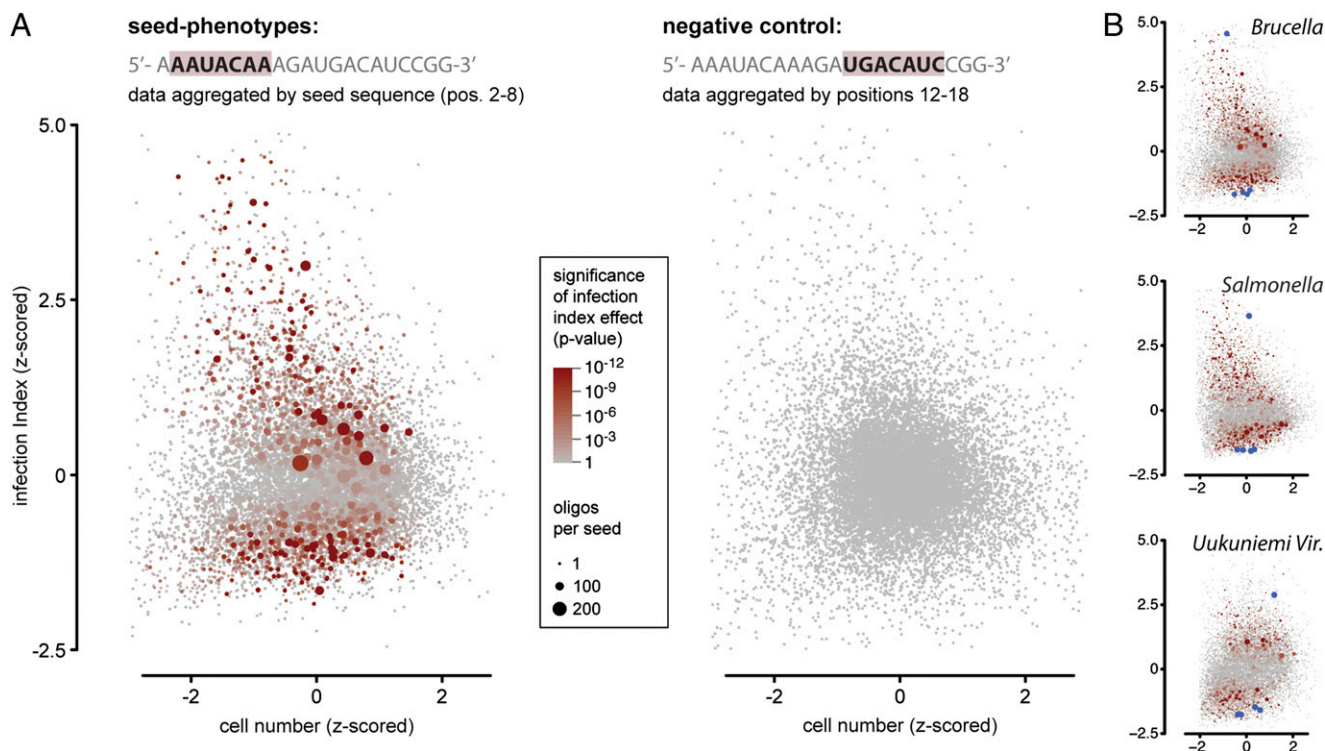 A
seed-phenotypes:
5′- AAAUACAAAGAUGACAUCCGG-3′
data aggregated by seed sequence (pos. 2-8)
5.0
2.5
0
-2.5
infection Index (z-scored)
-2
0
2
cell number (z-scored)
significance
of infection
index effect
(p-value)
10-12
10-9
10-6
10-3
1
oligos
per seed
1
100
200
negative control:
5′- AAAUACAAAGAUGACAUCCGG-3′
data aggregated by positions 12-18
-2
0
2
cell number (z-scored)
B
Brucella
5.0
2.5
0
−2.5
−2
0
2
Salmonella
5.0
2.5
0
−2.5
−2
0
2
Uukuniemi Vir.
5.0
2.5
0
−2.5
−2
0
2